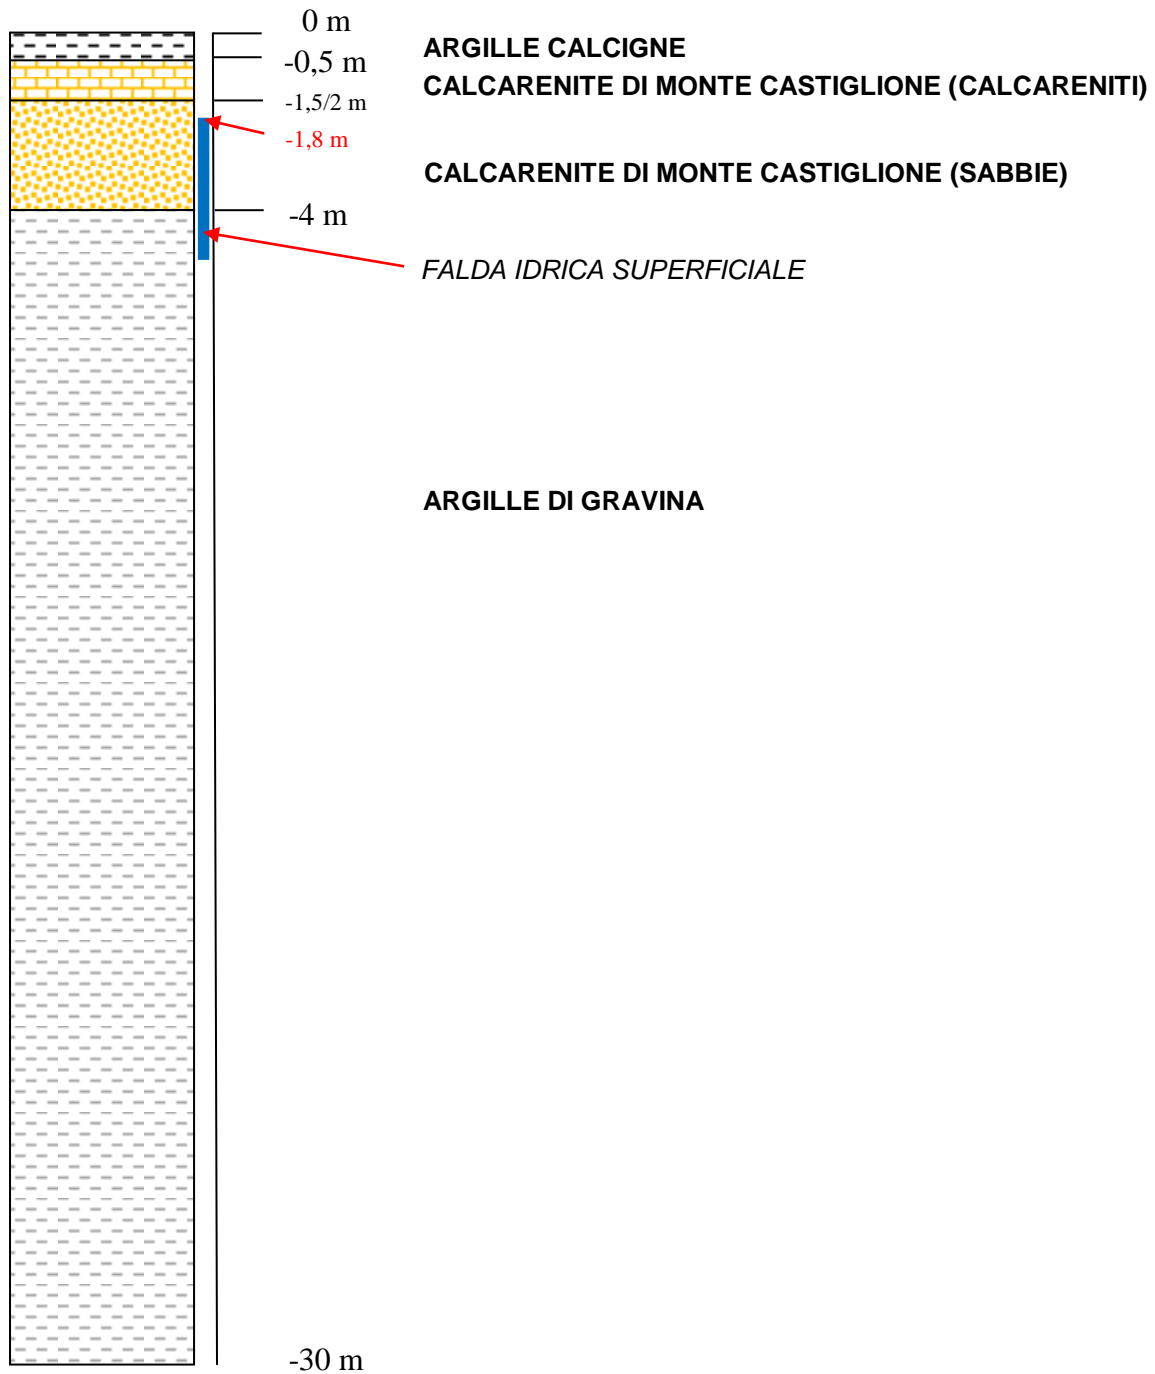 0 m
ARGILLE CALCIGNE
-0,5 m
CALCARENITE DI MONTE CASTIGLIONE (CALCARENITI)
-1,5/2 m
-1,8 m
CALCARENITE DI MONTE CASTIGLIONE (SABBIE)
-4 m
FALDA IDRICA SUPERFICIALE
ARGILLE DI GRAVINA
-30 m